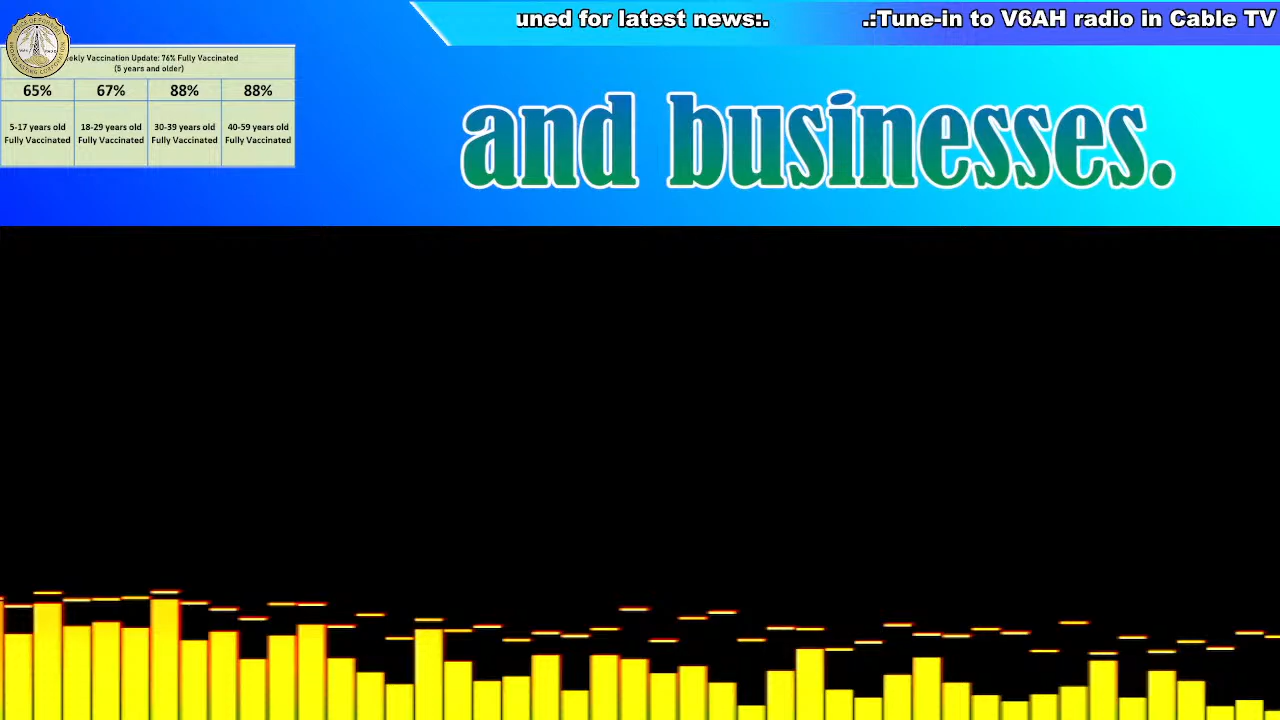 uned for latest news:. .:Tune-in to V6AH radio in Cable TV
ekly Vaccination Update: 76% Fully Vaccinated
(5 years and older)
65% 67% 88% 88%
5-17 years old 18-29 years old 30-39 years old 40-59 years old
Fully Vaccinated Fully Vaccinated Fully Vaccinated Fully Vaccinated
and businesses.